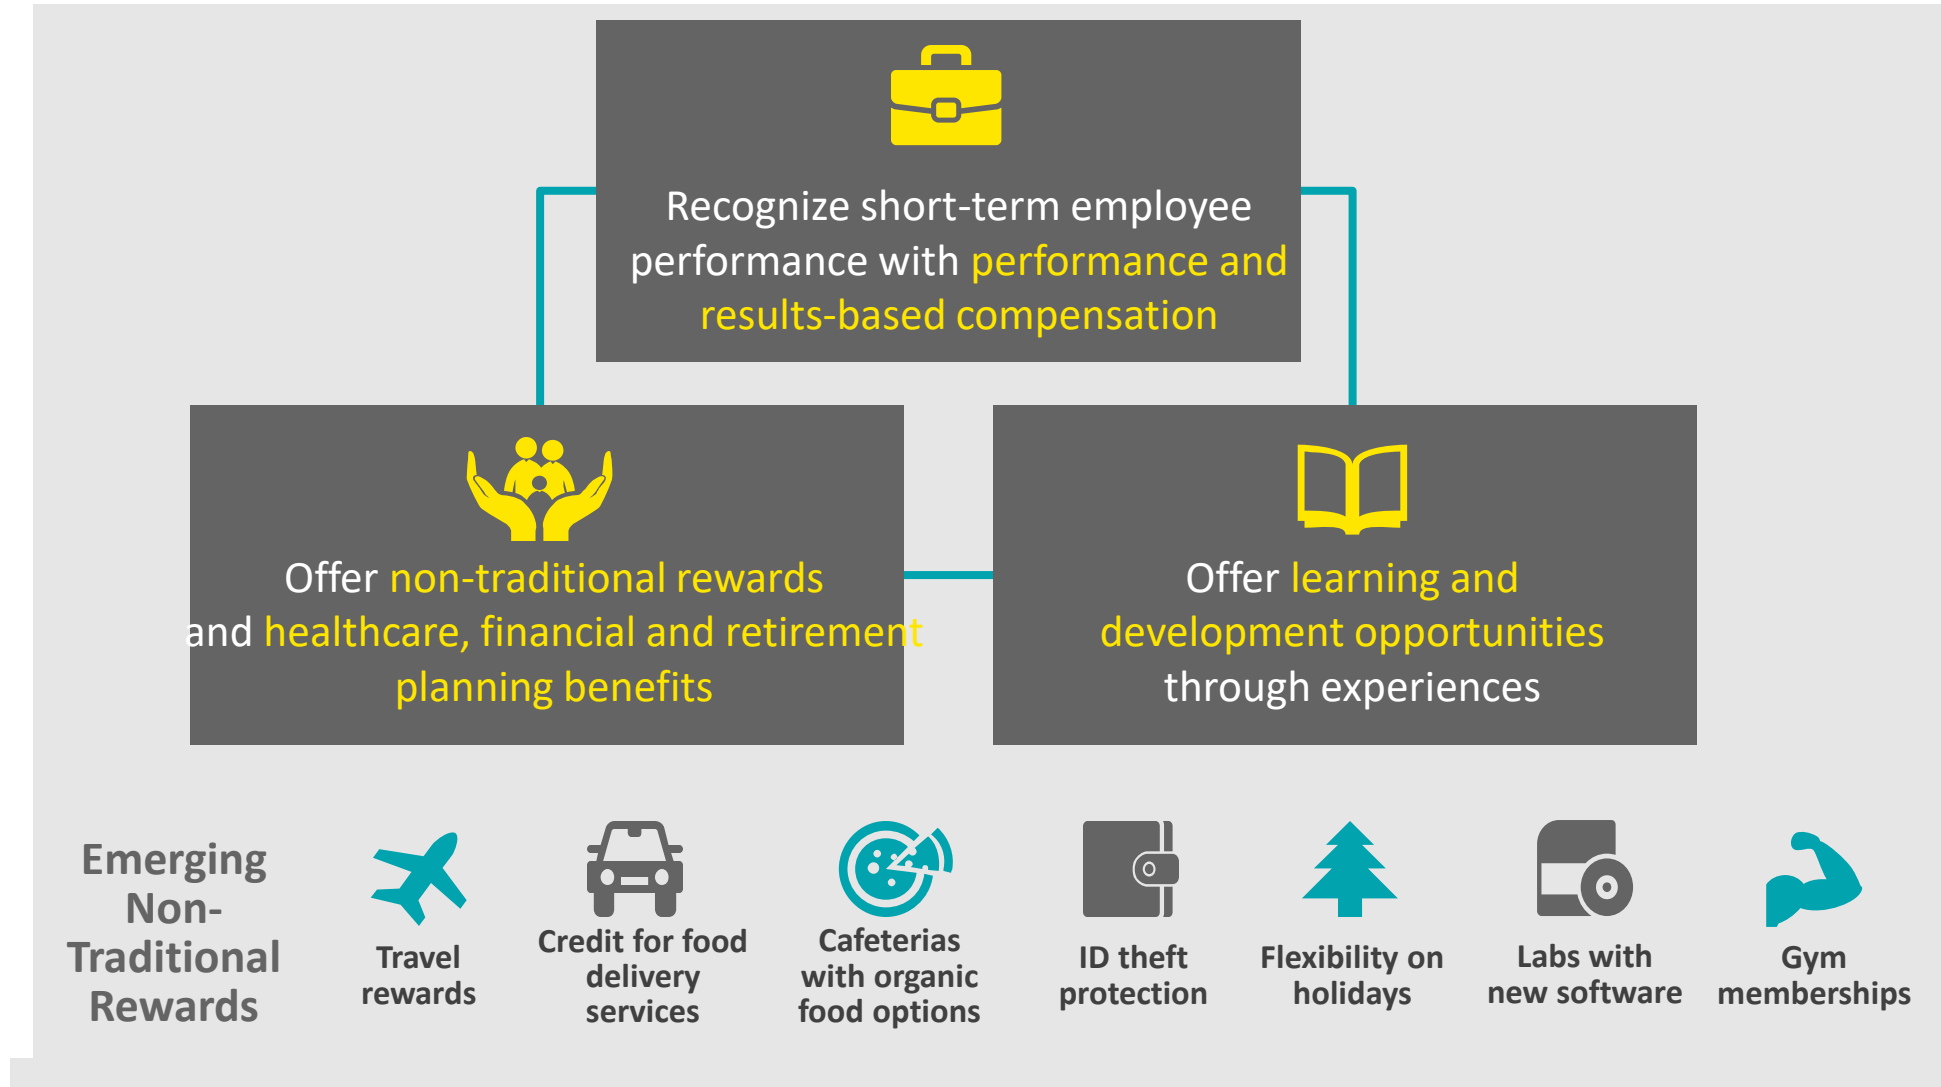 Recognize short-term employee
performance with performance and
results-based compensation
Offer non-traditional rewards
and healthcare, financial and retirement
planning benefits
Offer learning and
development opportunities
through experiences
Emerging
Non-
Traditional
Rewards
Travel
rewards
Credit for food
delivery
services
Cafeterias
with organic
food options
ID theft
protection
Flexibility on
holidays
Labs with
new software
Gym
memberships